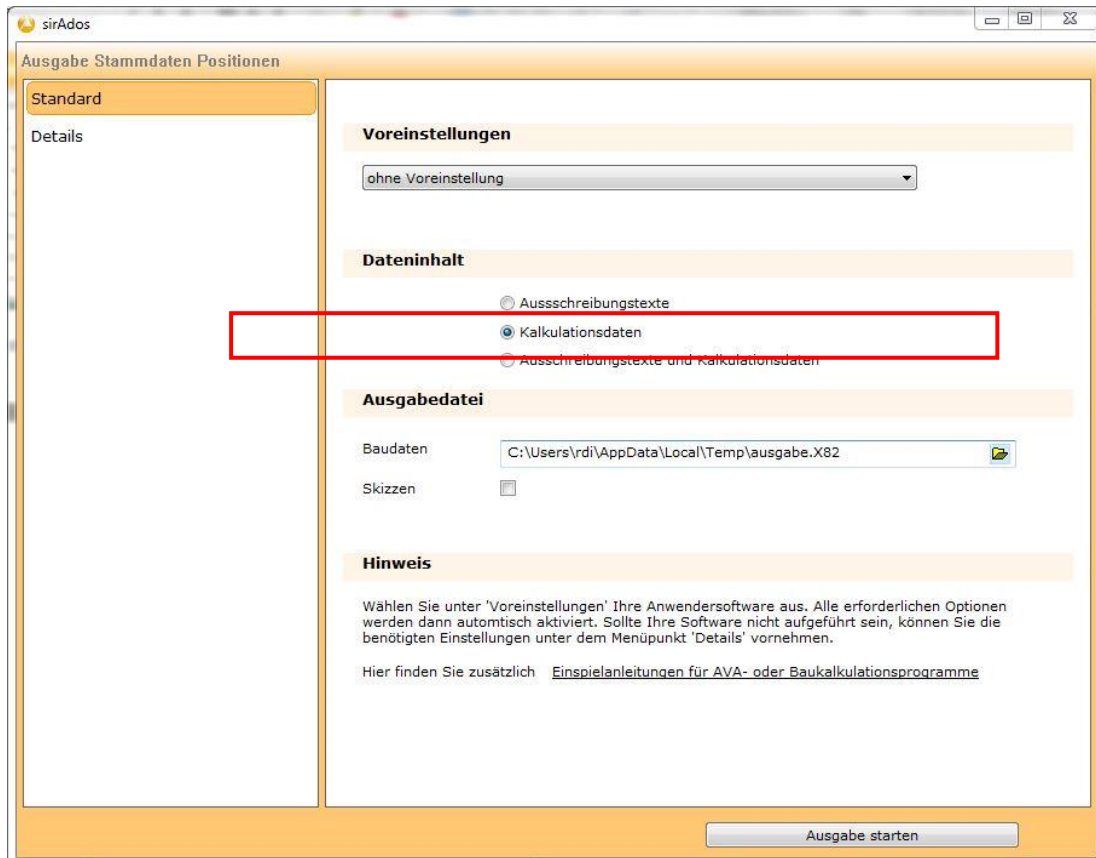 sirAdos
Ausgabe Stammdaten Positionen
Standard
Details
Voreinstellungen
ohne Voreinstellung
Dateninhalt
Aussschreibungstexte
Kalkulationsdaten
Ausschreibungstexte und Kalkulationsdaten
Ausgabedatei
Baudaten C:\Users\rdi\AppData\Local\Temp\ausgabe.X82
Skizzen
Hinweis
Wählen Sie unter 'Voreinstellungen' Ihre Anwendersoftware aus. Alle erforderlichen Optionen
werden dann automtisch aktiviert. Sollte Ihre Software nicht aufgeführt sein, können Sie die
benötigten Einstellungen unter dem Menüpunkt 'Details' vornehmen.
Hier finden Sie zusätzlich Einspielanleitungen für AVA- oder Baukalkulationsprogramme
Ausgabe starten